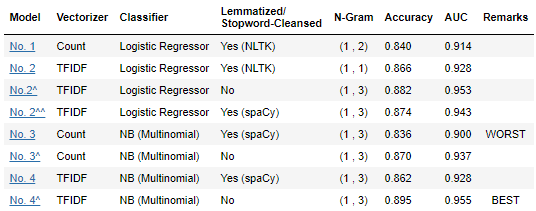 Lemmatized/
Model Vectorizer Classifier Stopword-Cleansed N-Gram Accuracy AUC Remarks
No. 1 Count Logistic Regressor Yes (NLTK) (1 , 2) 0.840 0.914
No. 2 TFIDF Logistic Regressor Yes (NLTK) (1 , 1) 0.866 0.928
No.2^ TFIDF Logistic Regressor No (1 , 3) 0.882 0.953
No. 2^^ TFIDF Logistic Regressor Yes (spaCy) (1 , 3) 0.874 0.943
No. 3 Count NB (Multinomial) Yes (spaCy) (1 , 3) 0.836 0.900 WORST
No. 3^ Count NB (Multinomial) No (1 , 3) 0.870 0.937
No. 4 TFIDF NB (Multinomial) Yes (spaCy) (1 , 3) 0.862 0.928
No. 4^ TFIDF NB (Multinomial) No (1 , 3) 0.895 0.955 BEST